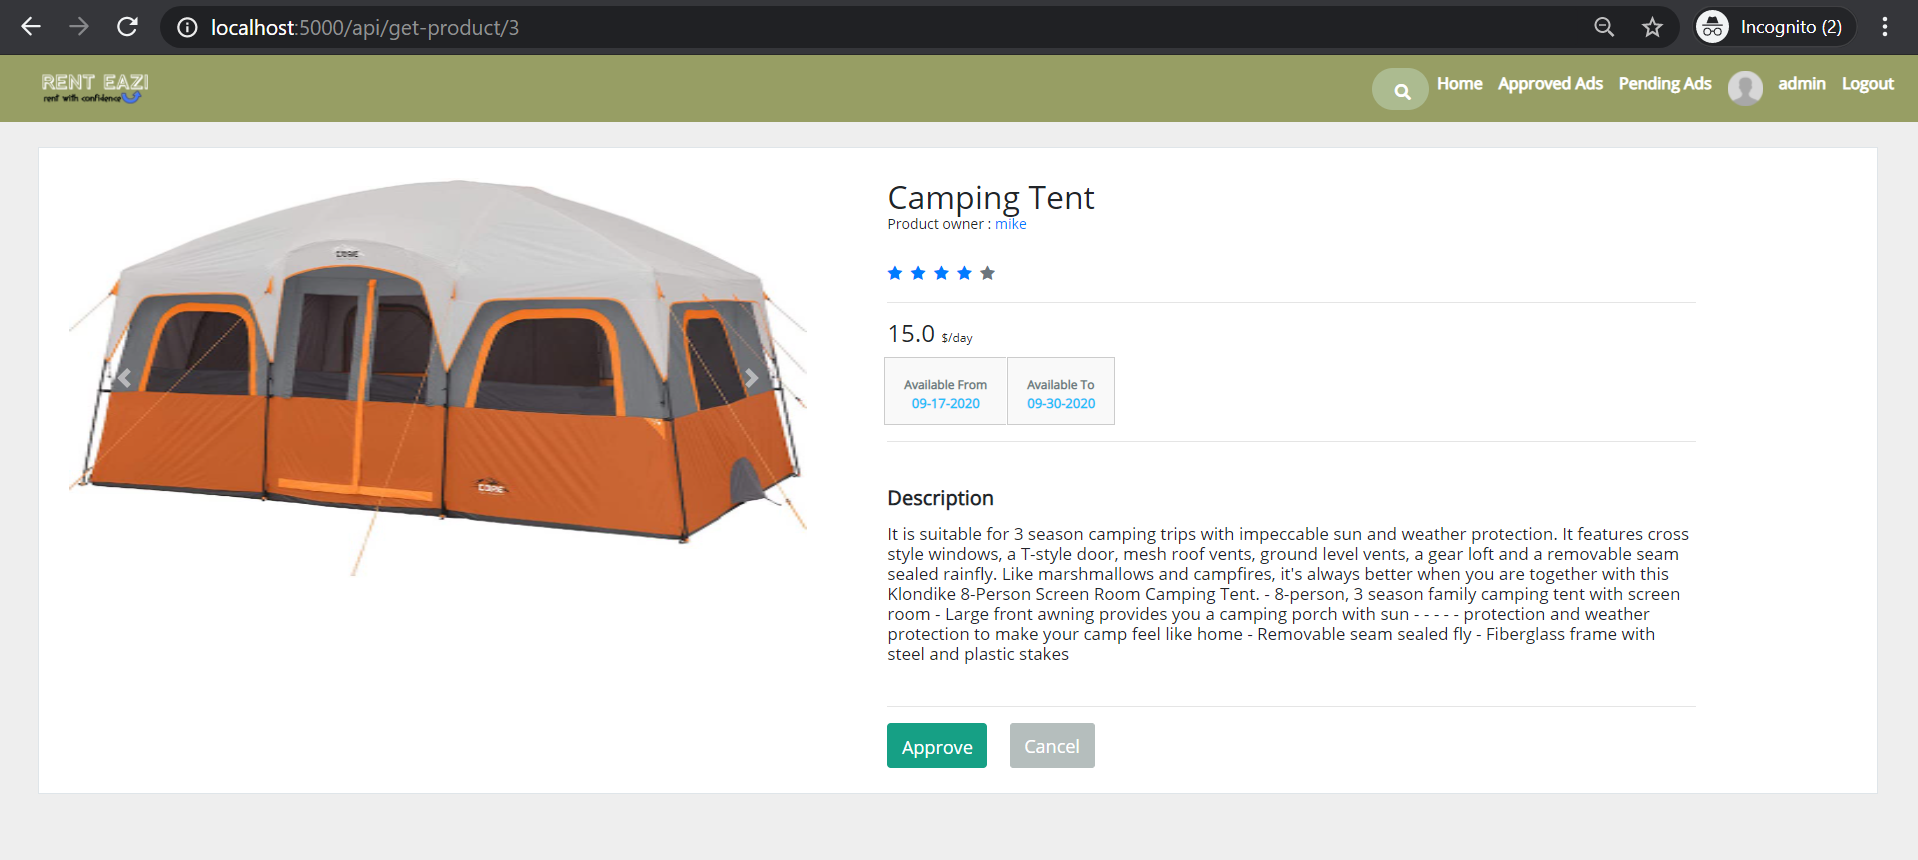 localhost:5000/api/get-product/3
Incognito (2)
RENT EAZI
rent with confidence
Home Approved Ads Pending Ads admin Logout
CORE
CORE
Camping Tent
Product owner : mike
15.0 $/day
Available From Available To
09-17-2020 09-30-2020
Description
It is suitable for 3 season camping trips with impeccable sun and weather protection. It features cross
style windows, a T-style door, mesh roof vents, ground level vents, a gear loft and a removable seam
sealed rainfly. Like marshmallows and campfires, it's always better when you are together with this
Klondike 8-Person Screen Room Camping Tent. - 8-person, 3 season family camping tent with screen
room - Large front awning provides you a camping porch with sun - - - - - protection and weather
protection to make your camp feel like home - Removable seam sealed fly - Fiberglass frame with
steel and plastic stakes
Approve Cancel